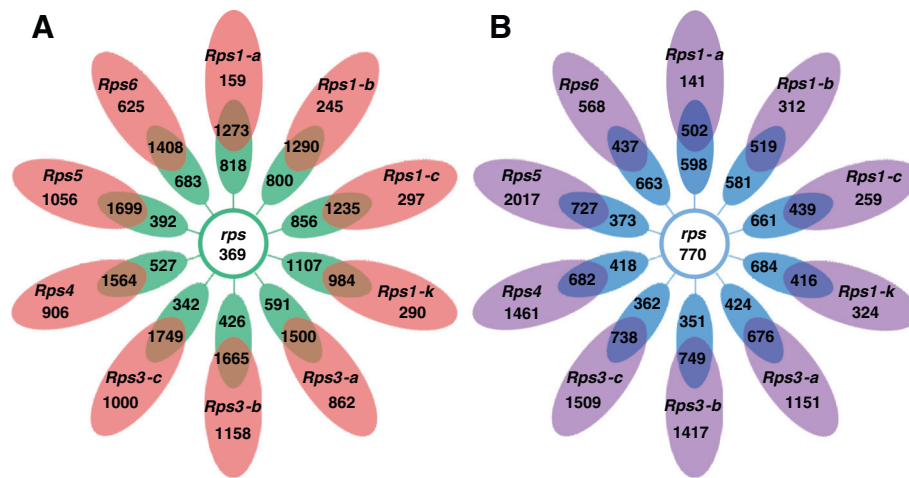 A
Rps1-a
159
1273
818
Rps1-b
245
1290
800
Rps1-c
297
1235
856
Rps1-k
290
984
1107
Rps3-a
862
1500
591
Rps3-b
1158
1665
426
Rps3-c
1000
1749
342
Rps4
906
1564
527
Rps5
1056
1699
392
Rps6
625
1408
683
rps
369
B
Rps1-a
141
502
598
Rps1-b
312
519
581
Rps1-c
259
439
661
Rps1-k
324
416
684
Rps3-a
1151
676
424
Rps3-b
1417
749
351
Rps3-c
1509
738
362
Rps4
1461
682
418
Rps5
2017
727
373
Rps6
568
437
663
rps
770